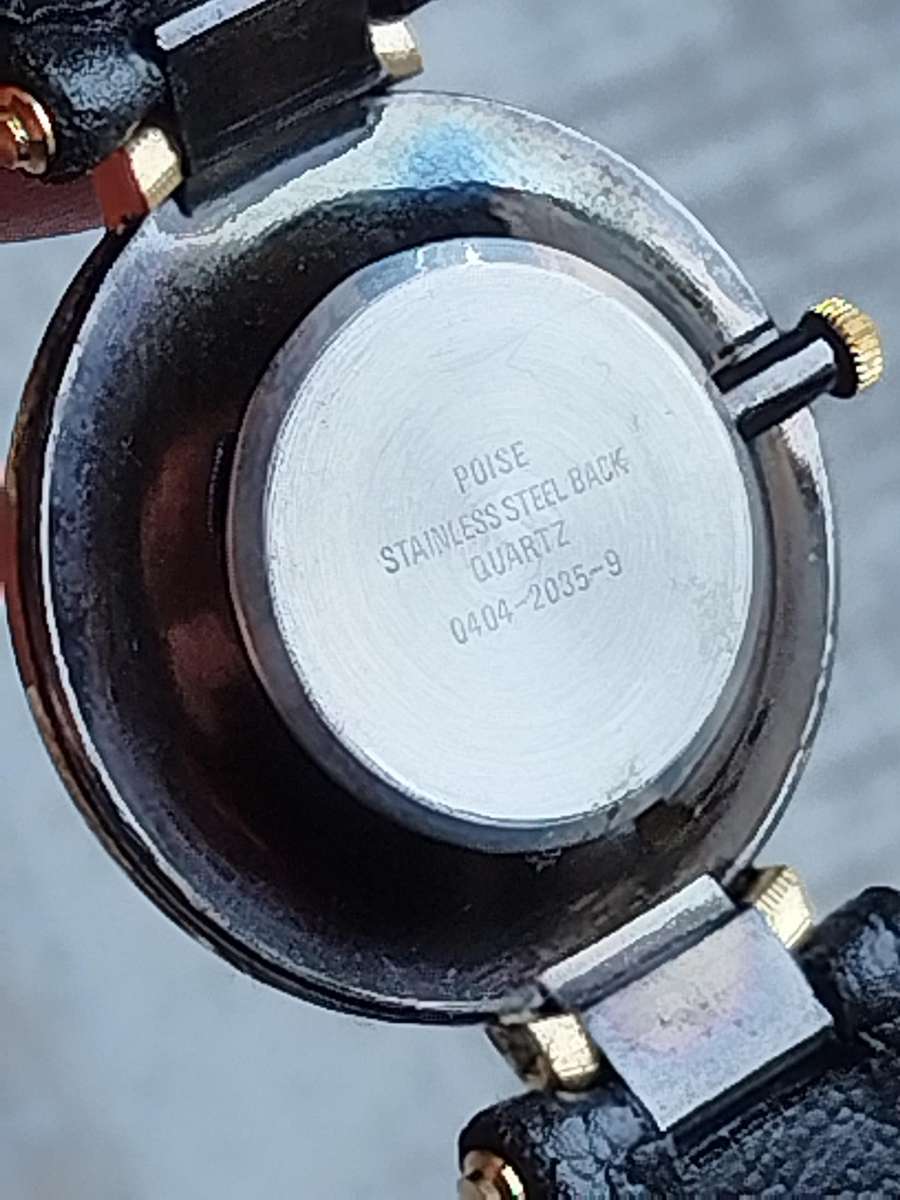 POISE
STAINLESS STEEL BACK
QUARTZ
0404-2035-9